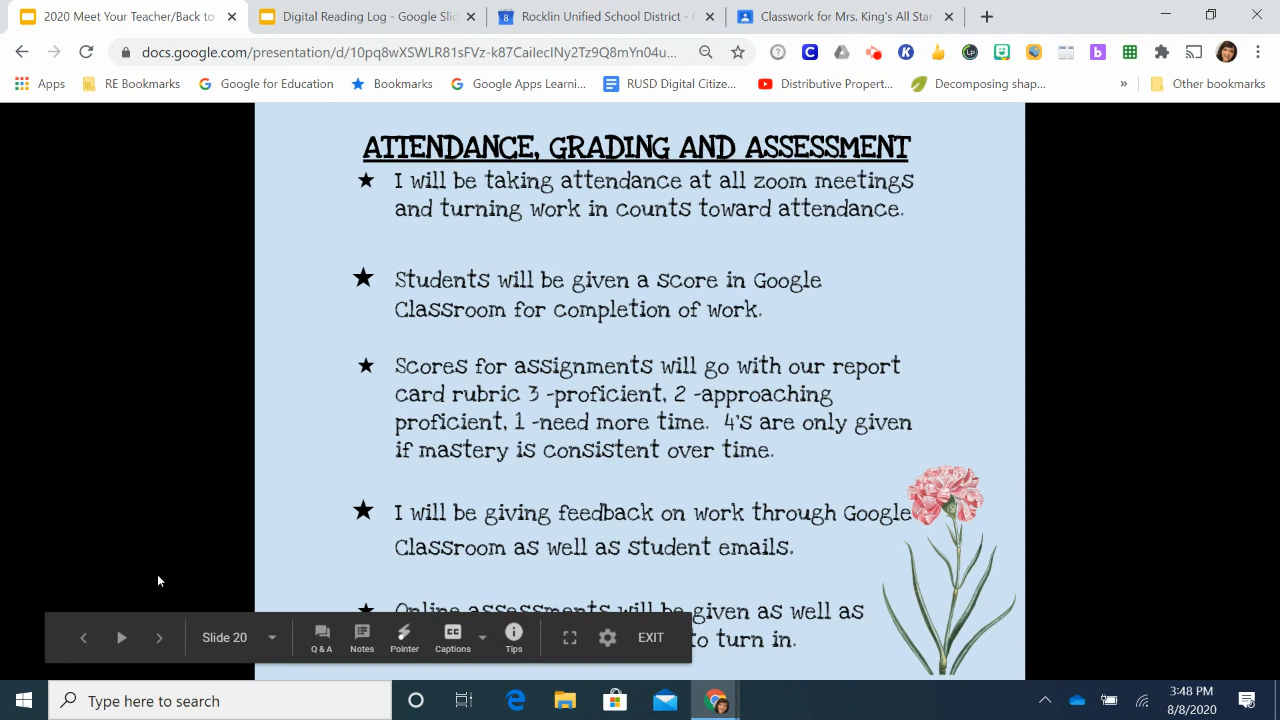 2020 Meet Your Teacher/Back to
Digital Reading Log - Google Sli
Rocklin Unified School District -
Classwork for Mrs. King's All Star
docs.google.com/presentation/d/10pq8wXSWLR81sFVz-k87CaiIecINy2Tz9Q8mYn04u...
Apps
RE Bookmarks
Google for Education
Bookmarks
Google Apps Learni...
RUSD Digital Citize...
Distributive Propert...
Decomposing shap...
»
Other bookmarks
ATTENDANCE, GRADING AND ASSESSMENT
★ I will be taking attendance at all zoom meetings
and turning work in counts toward attendance.
★ Students will be given a score in Google
Classroom for completion of work.
★ Scores for assignments will go with our report
card rubric 3 -proficient, 2 -approaching
proficient, 1 -need more time. 4's are only given
if mastery is consistent over time.
★ I will be giving feedback on work through Google
Classroom as well as student emails.
★ Online assessments will be given as well as
to turn in.
Slide 20
Q & A
Notes
Pointer
Captions
Tips
EXIT
Type here to search
3:48 PM
8/8/2020